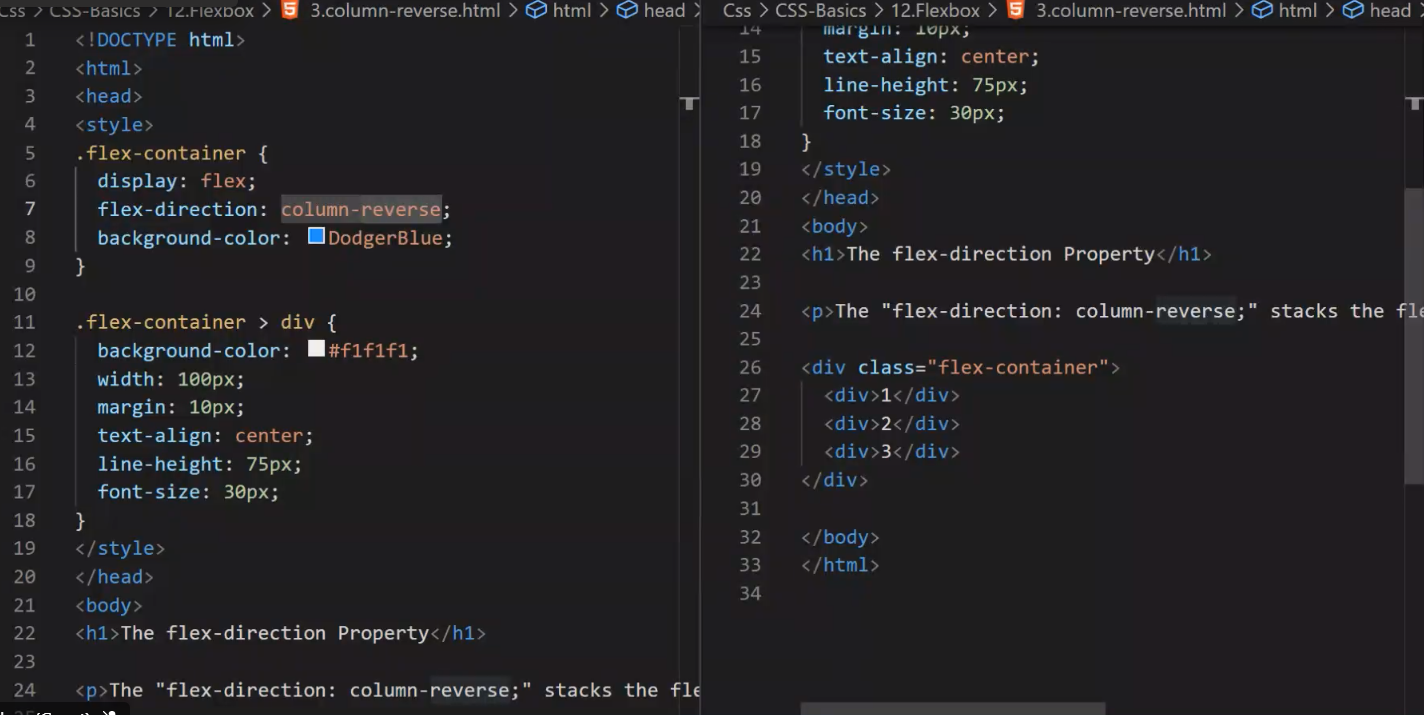 css > CSS-Basics > 12.Flexbox > 3.column-reverse.html > html > head >
1 <!DOCTYPE html>
2 <html>
3 <head>
4 <style>
5 .flex-container {
6 display: flex;
7 flex-direction: column-reverse;
8 background-color: DodgerBlue;
9 }
10
11 .flex-container > div {
12 background-color: #f1f1f1;
13 width: 100px;
14 margin: 10px;
15 text-align: center;
16 line-height: 75px;
17 font-size: 30px;
18 }
19 </style>
20 </head>
21 <body>
22 <h1>The flex-direction Property</h1>
23
24 <p>The "flex-direction: column-reverse;" stacks the fle
Css > CSS-Basics > 12.Flexbox > 3.column-reverse.html > html > head >
14 margin: 10px;
15 text-align: center;
16 line-height: 75px;
17 font-size: 30px;
18 }
19 </style>
20 </head>
21 <body>
22 <h1>The flex-direction Property</h1>
23
24 <p>The "flex-direction: column-reverse;" stacks the fle
25
26 <div class="flex-container">
27 <div>1</div>
28 <div>2</div>
29 <div>3</div>
30 </div>
31
32 </body>
33 </html>
34